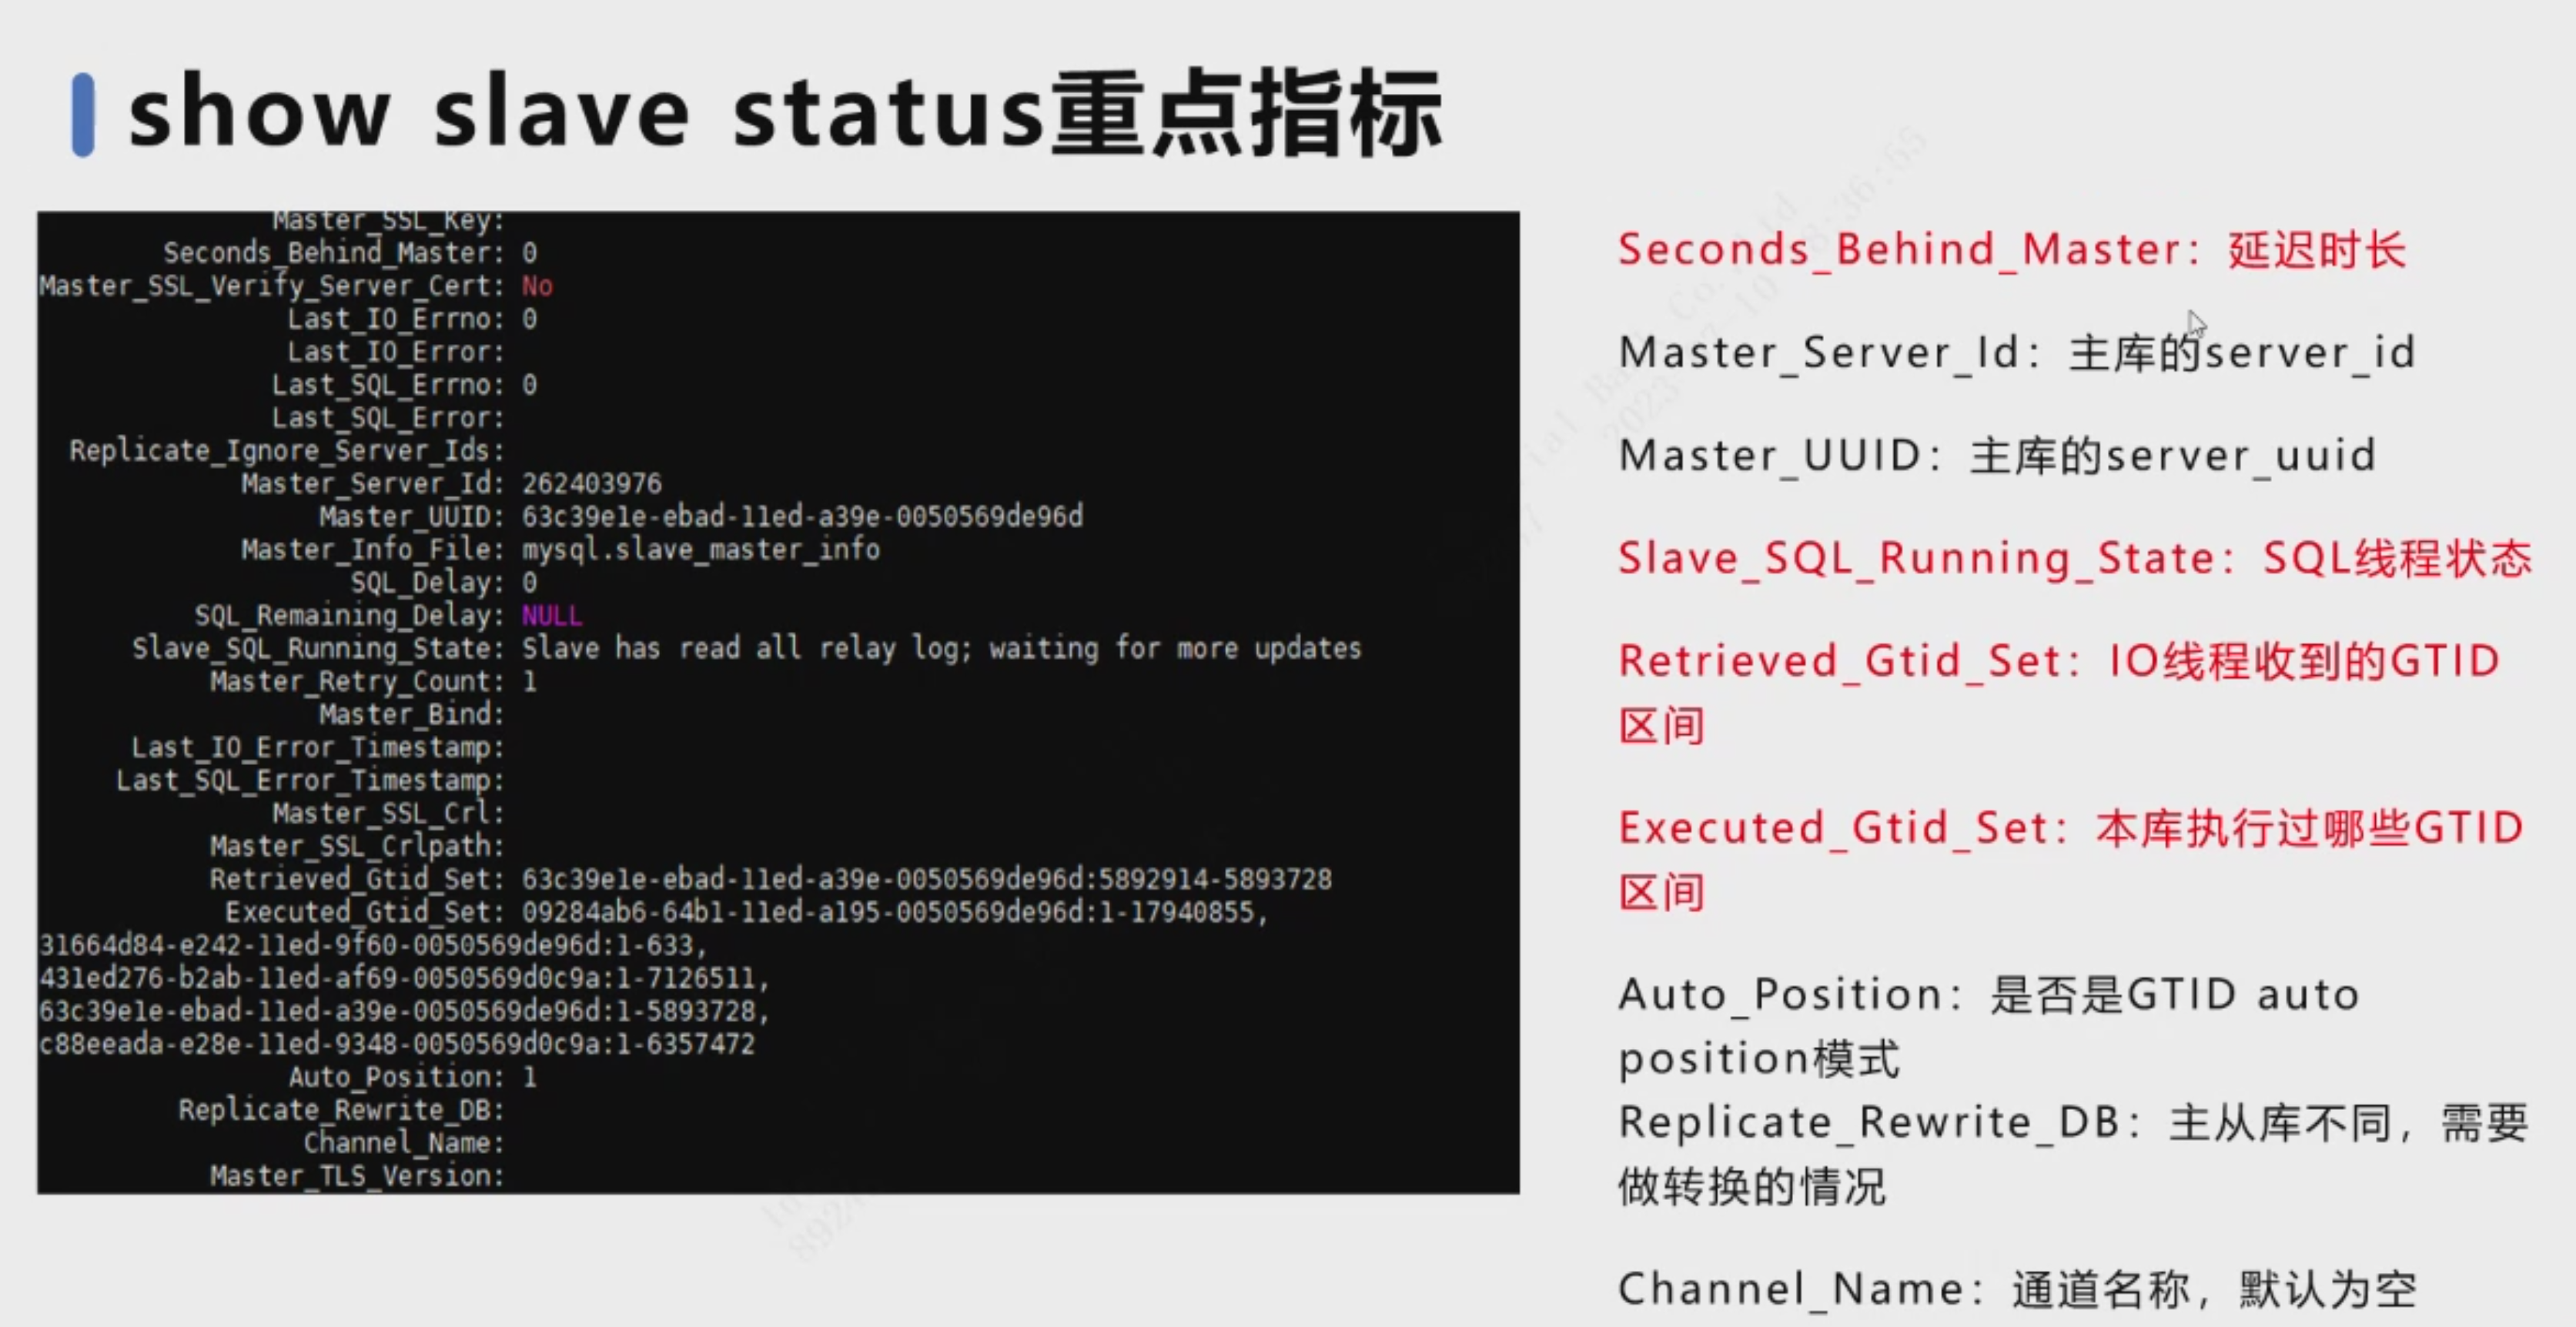 show slave status重点指标
Master_SSL_Key:
Seconds_Behind_Master: 0
Master_SSL_Verify_Server_Cert: No
Last_IO_Errno: 0
Last_IO_Error:
Last_SQL_Errno: 0
Last_SQL_Error:
Replicate_Ignore_Server_Ids:
Master_Server_Id: 262403976
Master_UUID: 63c39e1e-ebad-11ed-a39e-0050569de96d
Master_Info_File: mysql.slave_master_info
SQL_Delay: 0
SQL_Remaining_Delay: NULL
Slave_SQL_Running_State: Slave has read all relay log; waiting for more updates
Master_Retry_Count: 1
Master_Bind:
Last_IO_Error_Timestamp:
Last_SQL_Error_Timestamp:
Master_SSL_Crl:
Master_SSL_Crlpath:
Retrieved_Gtid_Set: 63c39e1e-ebad-11ed-a39e-0050569de96d:5892914-5893728
Executed_Gtid_Set: 09284ab6-64b1-11ed-a195-0050569de96d:1-17940855,
31664d84-e242-11ed-9f60-0050569de96d:1-633,
431ed276-b2ab-11ed-af69-0050569d0c9a:1-7126511,
63c39e1e-ebad-11ed-a39e-0050569de96d:1-5893728,
c88eeada-e28e-11ed-9348-0050569d0c9a:1-6357472
Auto_Position: 1
Replicate_Rewrite_DB:
Channel_Name:
Master_TLS_Version:
Seconds_Behind_Master：延迟时长
Master_Server_Id：主库的server_id
Master_UUID：主库的server_uuid
Slave_SQL_Running_State：SQL线程状态
Retrieved_Gtid_Set：IO线程收到的GTID
区间
Executed_Gtid_Set：本库执行过哪些GTID
区间
Auto_Position：是否是GTID auto
position模式
Replicate_Rewrite_DB：主从库不同，需要
做转换的情况
Channel_Name：通道名称，默认为空